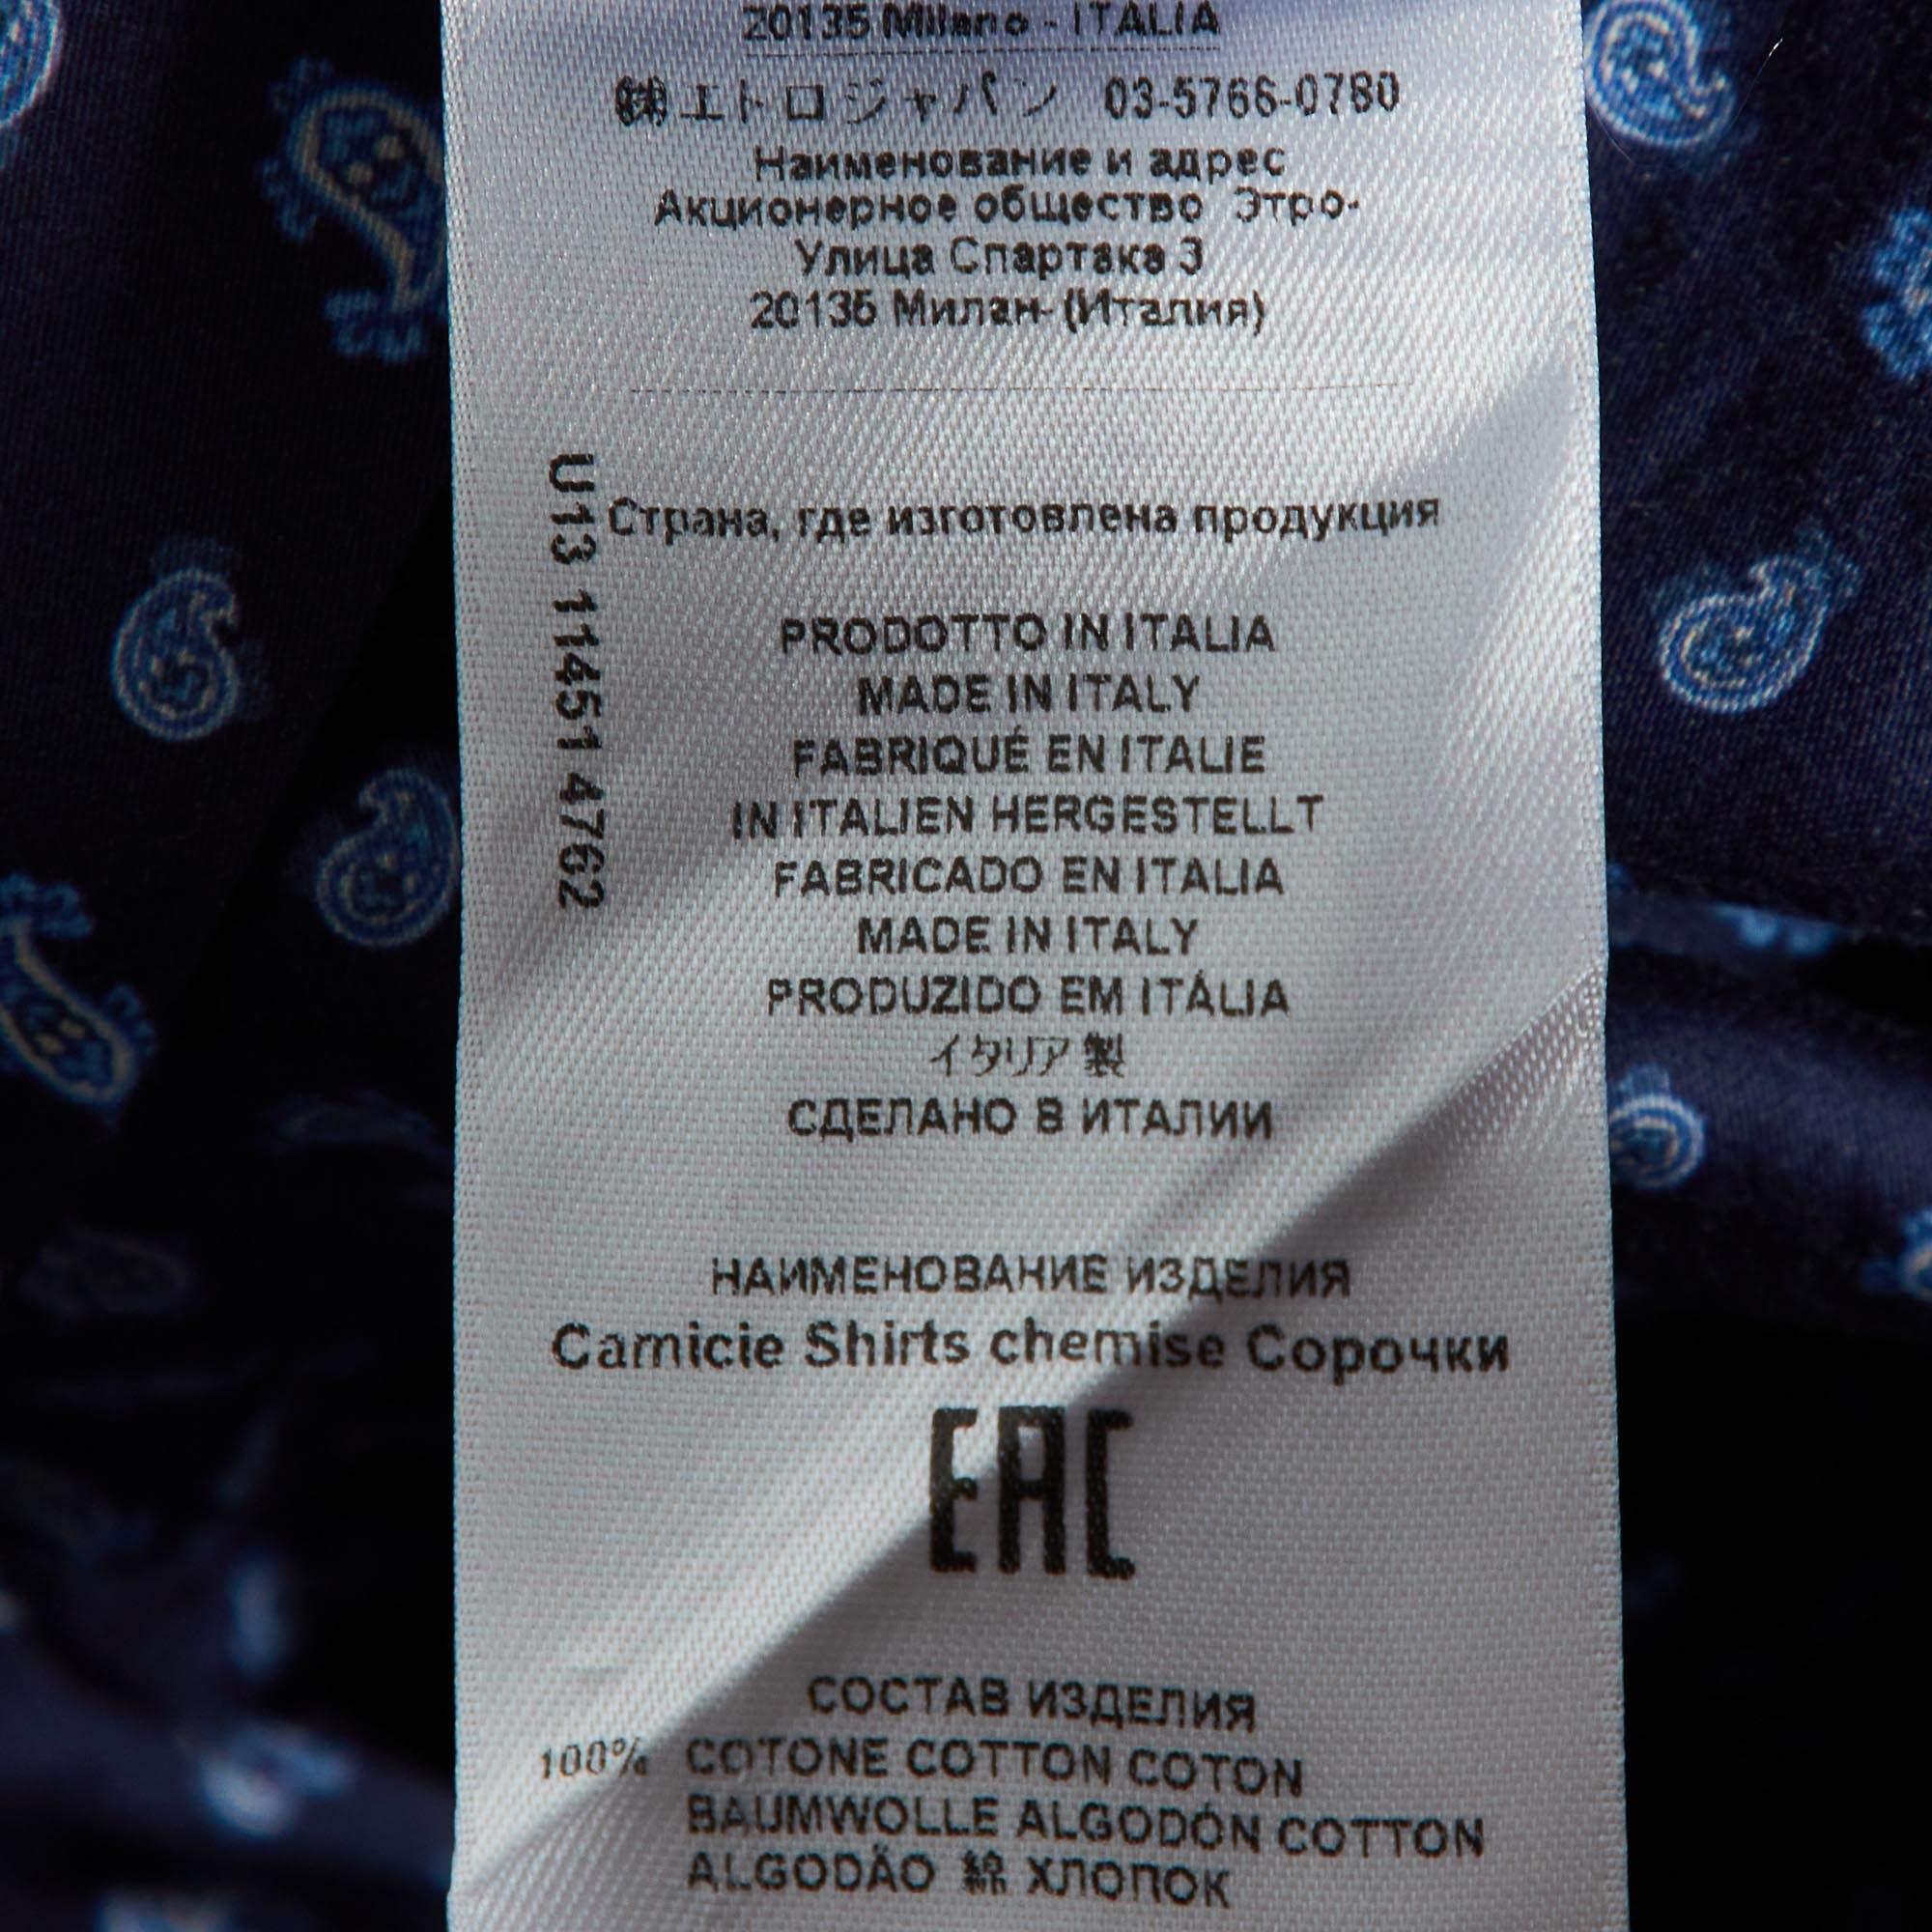 20135 Milano - ITALIA
㈱エトロジャパン 03-5766-0780
Наименование и адрес
Акционерное общество Этро-
Улица Спартака 3
20135 Милан- (Италия)
U13 11451 4762
Страна, где изготовлена продукция
PRODOTTO IN ITALIA
MADE IN ITALY
FABRIQUÉ EN ITALIE
IN ITALIEN HERGESTELLT
FABRICADO EN ITALIA
MADE IN ITALY
PRODUZIDO EM ITÁLIA
イタリア製
СДЕЛАНО В ИТАЛИИ
НАИМЕНОВАНИЕ ИЗДЕЛИЯ
Camicie Shirts chemise Сорочки
EAC
СОСТАВ ИЗДЕЛИЯ
100% COTONE COTTON COTON
BAUMWOLLE ALGODÓN COTTON
ALGODÃO 綿 ХЛОПОК